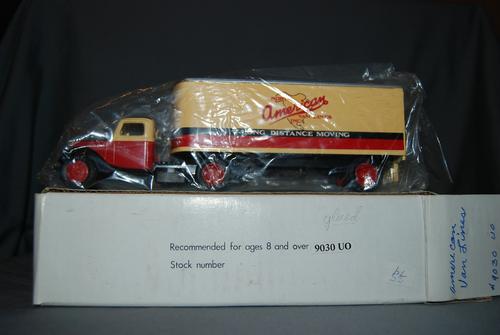 American
LONG DISTANCE MOVING
glued
Recommended for ages 8 and over 9030 UO
Stock number
american
Van Lines
# 9030 UO